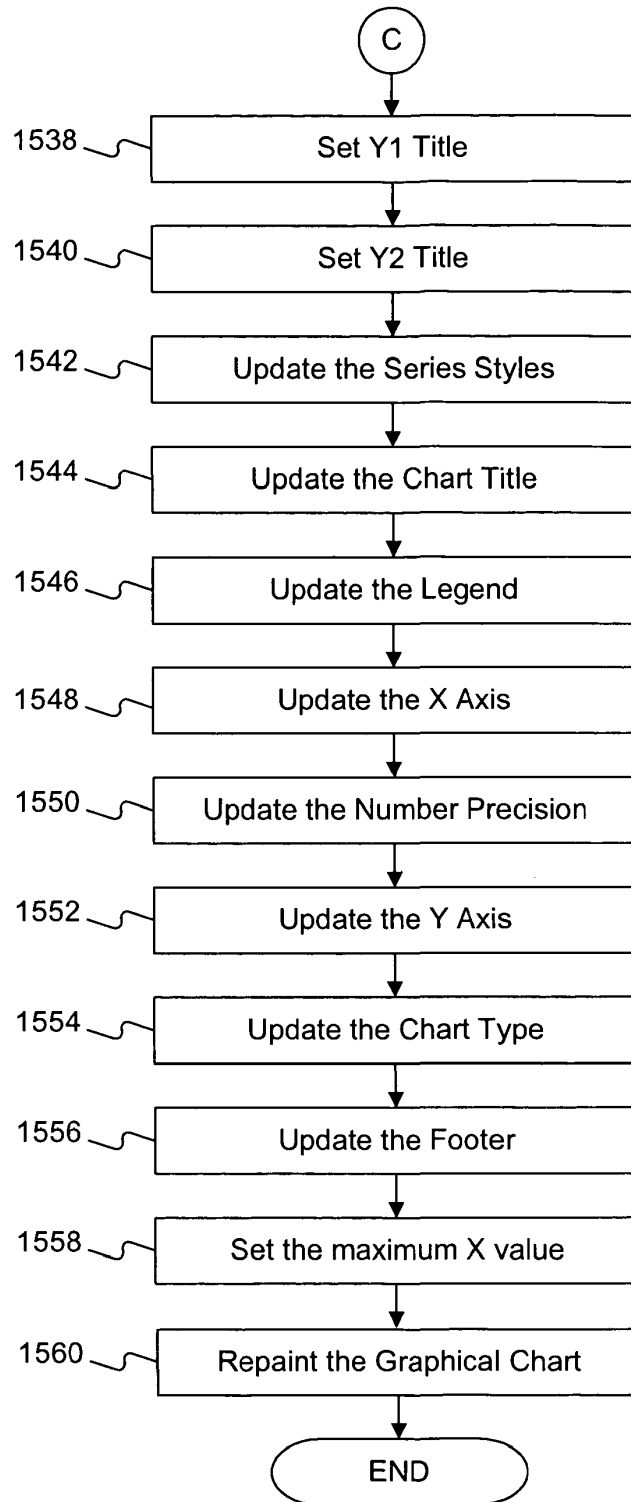 C
1538 Set Y1 Title
1540 Set Y2 Title
1542 Update the Series Styles
1544 Update the Chart Title
1546 Update the Legend
1548 Update the X Axis
1550 Update the Number Precision
1552 Update the Y Axis
1554 Update the Chart Type
1556 Update the Footer
1558 Set the maximum X value
1560 Repaint the Graphical Chart
END